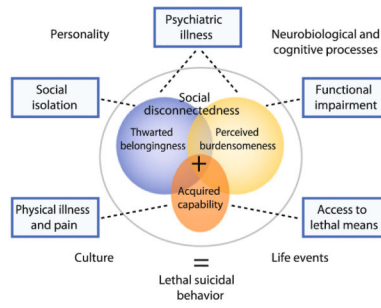 Psychiatric
illness
Personality
Neurobiological and
cognitive processes
Social
isolation
Functional
impairment
Social
disconnectedness
Thwarted
belongingness
Perceived
burdensomeness
+
Acquired
capability
Physical illness
and pain
Access to
lethal means
Culture
=
Life events
Lethal suicidal
behavior